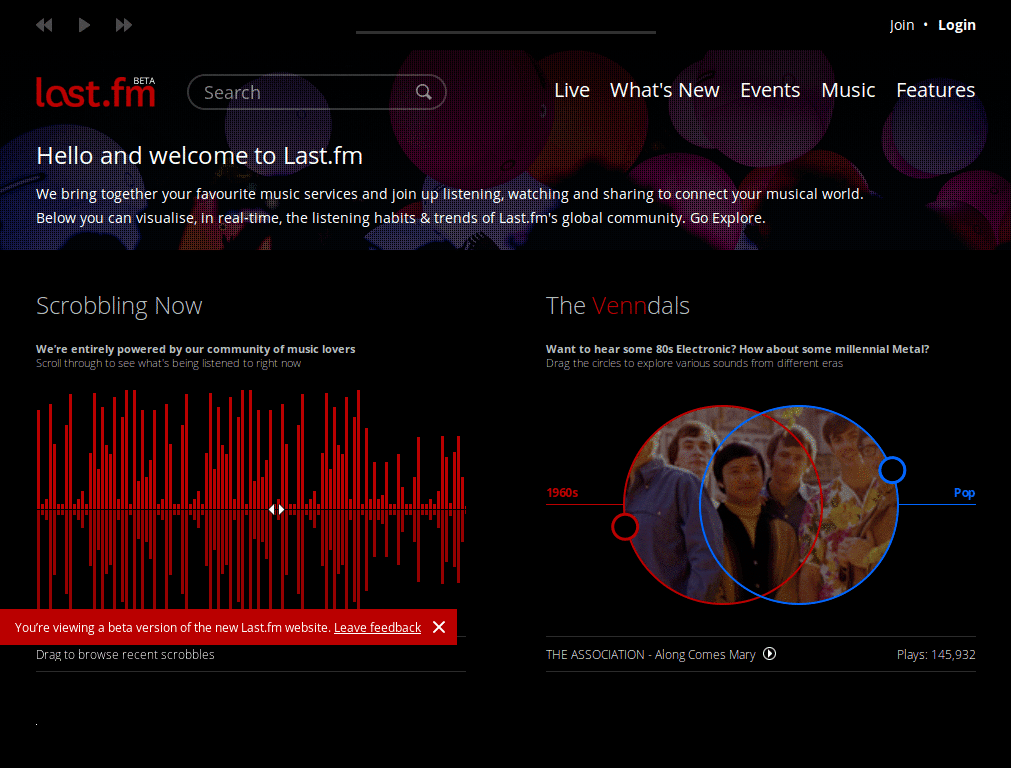 Join • Login
last.fm BETA
Search
Live What's New Events Music Features
Hello and welcome to Last.fm
We bring together your favourite music services and join up listening, watching and sharing to connect your musical world.
Below you can visualise, in real-time, the listening habits & trends of Last.fm's global community. Go Explore.
Scrobbling Now
We're entirely powered by our community of music lovers
Scroll through to see what's being listened to right now
The Venndals
Want to hear some 80s Electronic? How about some millennial Metal?
Drag the circles to explore various sounds from different eras
1960s
Pop
You're viewing a beta version of the new Last.fm website. Leave feedback
Drag to browse recent scrobbles
THE ASSOCIATION - Along Comes Mary
Plays: 145,932
.